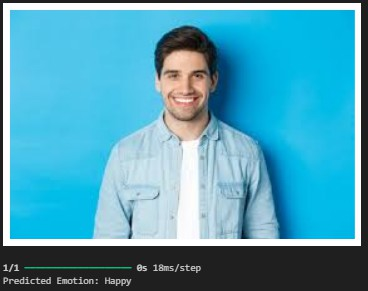 1/1 ━━━━━━━━━━━━━━━━━━━━ 0s 18ms/step
Predicted Emotion: Happy